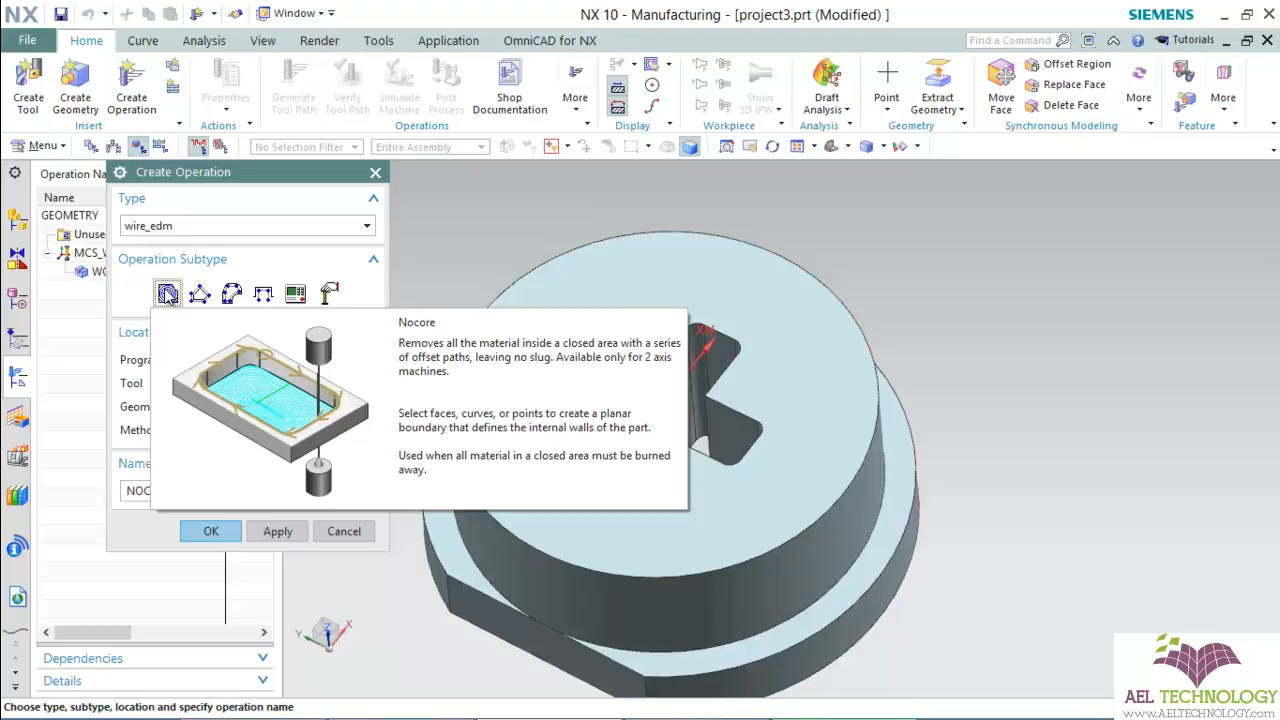 NX
Window
NX 10 - Manufacturing - [project3.prt (Modified) ]
SIEMENS
File
Home
Curve
Analysis
View
Render
Tools
Application
OmniCAD for NX
Find a Command
Tutorials
Create Tool
Create Geometry
Create Operation
Properties
Generate Tool Path
Verify Tool Path
Simulate Machine
Post Process
Shop Documentation
More
Show 3D IPW
Draft Analysis
Point
Extract Geometry
Move Face
Offset Region
Replace Face
Delete Face
More
More
Insert
Actions
Operations
Display
Workpiece
Analysis
Geometry
Synchronous Modeling
Feature
Menu
No Selection Filter
Entire Assembly
Operation Na
Name
GEOMETRY
Unuse
MCS_W
WO
Create Operation
Type
wire_edm
Operation Subtype
Locat
Progra
Tool
Geom
Metho
Name
NOC
OK
Apply
Cancel
Nocore
Removes all the material inside a closed area with a series
of offset paths, leaving no slug. Available only for 2 axis
machines.
Select faces, curves, or points to create a planar
boundary that defines the internal walls of the part.
Used when all material in a closed area must be burned
away.
XM
Y
Z
X
Dependencies
Details
Choose type, subtype, location and specify operation name
AEL TECHNOLOGY
www.AELTECHNOLOGY.com